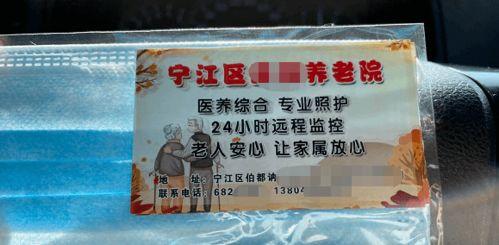 宁江区养老院
医养综合 专业照护
24小时远程监控
老人安心 让家属放心
地 址：宁江区伯都讷
联系电话：682 13804